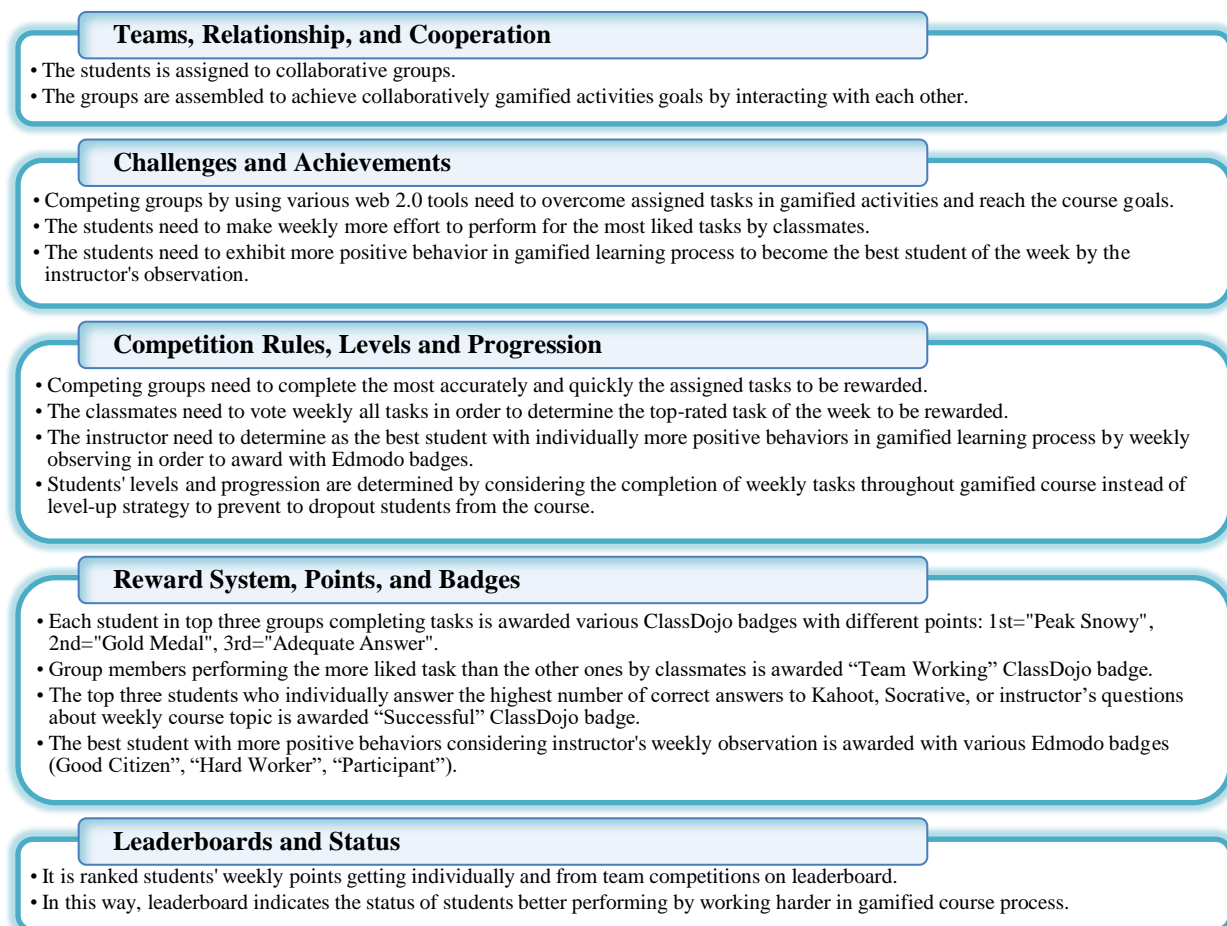 Teams, Relationship, and Cooperation
• The students is assigned to collaborative groups.
• The groups are assembled to achieve collaboratively gamified activities goals by interacting with each other.
Challenges and Achievements
• Competing groups by using various web 2.0 tools need to overcome assigned tasks in gamified activities and reach the course goals.
• The students need to make weekly more effort to perform for the most liked tasks by classmates.
• The students need to exhibit more positive behavior in gamified learning process to become the best student of the week by the
instructor's observation.
Competition Rules, Levels and Progression
• Competing groups need to complete the most accurately and quickly the assigned tasks to be rewarded.
• The classmates need to vote weekly all tasks in order to determine the top-rated task of the week to be rewarded.
• The instructor need to determine as the best student with individually more positive behaviors in gamified learning process by weekly
observing in order to award with Edmodo badges.
• Students' levels and progression are determined by considering the completion of weekly tasks throughout gamified course instead of
level-up strategy to prevent to dropout students from the course.
Reward System, Points, and Badges
• Each student in top three groups completing tasks is awarded various ClassDojo badges with different points: 1st="Peak Snowy",
2nd="Gold Medal", 3rd="Adequate Answer".
• Group members performing the more liked task than the other ones by classmates is awarded “Team Working” ClassDojo badge.
• The top three students who individually answer the highest number of correct answers to Kahoot, Socrative, or instructor’s questions
about weekly course topic is awarded “Successful” ClassDojo badge.
• The best student with more positive behaviors considering instructor's weekly observation is awarded with various Edmodo badges
(Good Citizen”, “Hard Worker”, “Participant”).
Leaderboards and Status
• It is ranked students' weekly points getting individually and from team competitions on leaderboard.
• In this way, leaderboard indicates the status of students better performing by working harder in gamified course process.